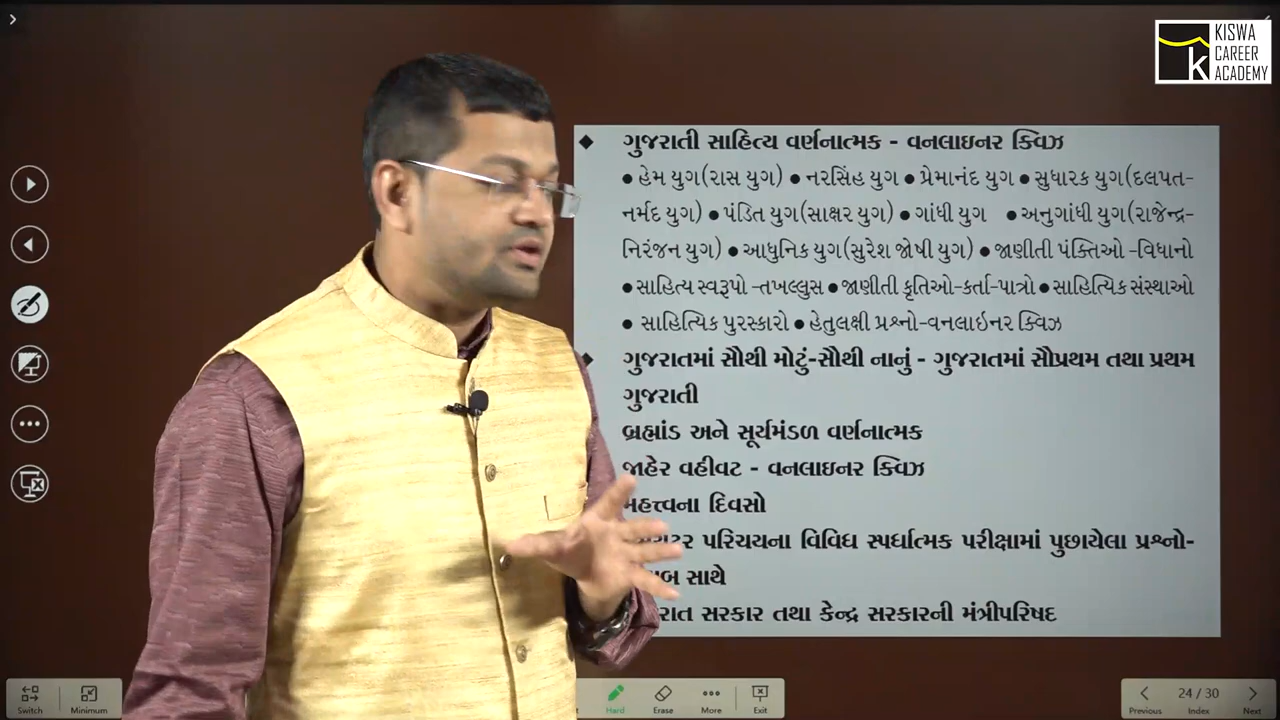 KISWA
CAREER
ACADEMY
k
ગુજરાતી સાહિત્ય વર્ણનાત્મક - વનલાઇનર ક્વિઝ
● હેમ યુગ(રાસ યુગ) ● નરસિંહ યુગ ● પ્રેમાનંદ યુગ ● સુધારક યુગ(દલપત-
નર્મદ યુગ) ● પંડિત યુગ(સાક્ષર યુગ) ● ગાંધી યુગ ● અનુગાંધી યુગ(રાજેન્દ્ર-
નિરંજન યુગ) ● આધુનિક યુગ(સુરેશ જોષી યુગ) ● જાણીતી પંક્તિઓ -વિધાનો
● સાહિત્ય સ્વરૂપો -તખલ્લુસ ● જાણીતી કૃતિઓ-કર્તા-પાત્રો ● સાહિત્યિક સંસ્થાઓ
● સાહિત્યિક પુરસ્કારો ● હેતુલક્ષી પ્રશ્નો-વનલાઇનર ક્વિઝ
ગુજરાતમાં સૌથી મોટું-સૌથી નાનું - ગુજરાતમાં સૌપ્રથમ તથા પ્રથમ
ગુજરાતી
બ્રહ્માંડ અને સૂર્યમંડળ વર્ણનાત્મક
જાહેર વહીવટ - વનલાઇનર ક્વિઝ
મહત્ત્વના દિવસો
પરિચયના વિવિધ સ્પર્ધાત્મક પરીક્ષામાં પુછાયેલા પ્રશ્નો-
સાથે
સરકાર તથા કેન્દ્ર સરકારની મંત્રીપરિષદ
Switch Minimum Hard Erase More Exit Previous 24 / 30 Index Next